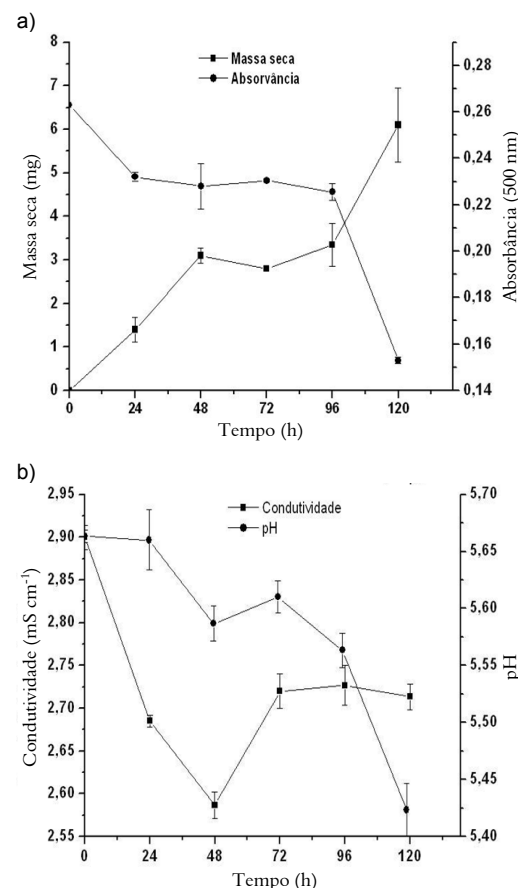 a)
Massa seca
Absorvância
Massa seca (mg)
8
7
6
5
4
3
2
1
0
Absorbância (500 nm)
0,28
0,26
0,24
0,22
0,20
0,18
0,16
0,14
0 24 48 72 96 120
Tempo (h)
b)
Condutividade
pH
Condutividade (mS cm⁻¹)
2,95
2,90
2,85
2,80
2,75
2,70
2,65
2,60
2,55
pH
5,70
5,65
5,60
5,55
5,50
5,45
5,40
0 24 48 72 96 120
Tempo (h)